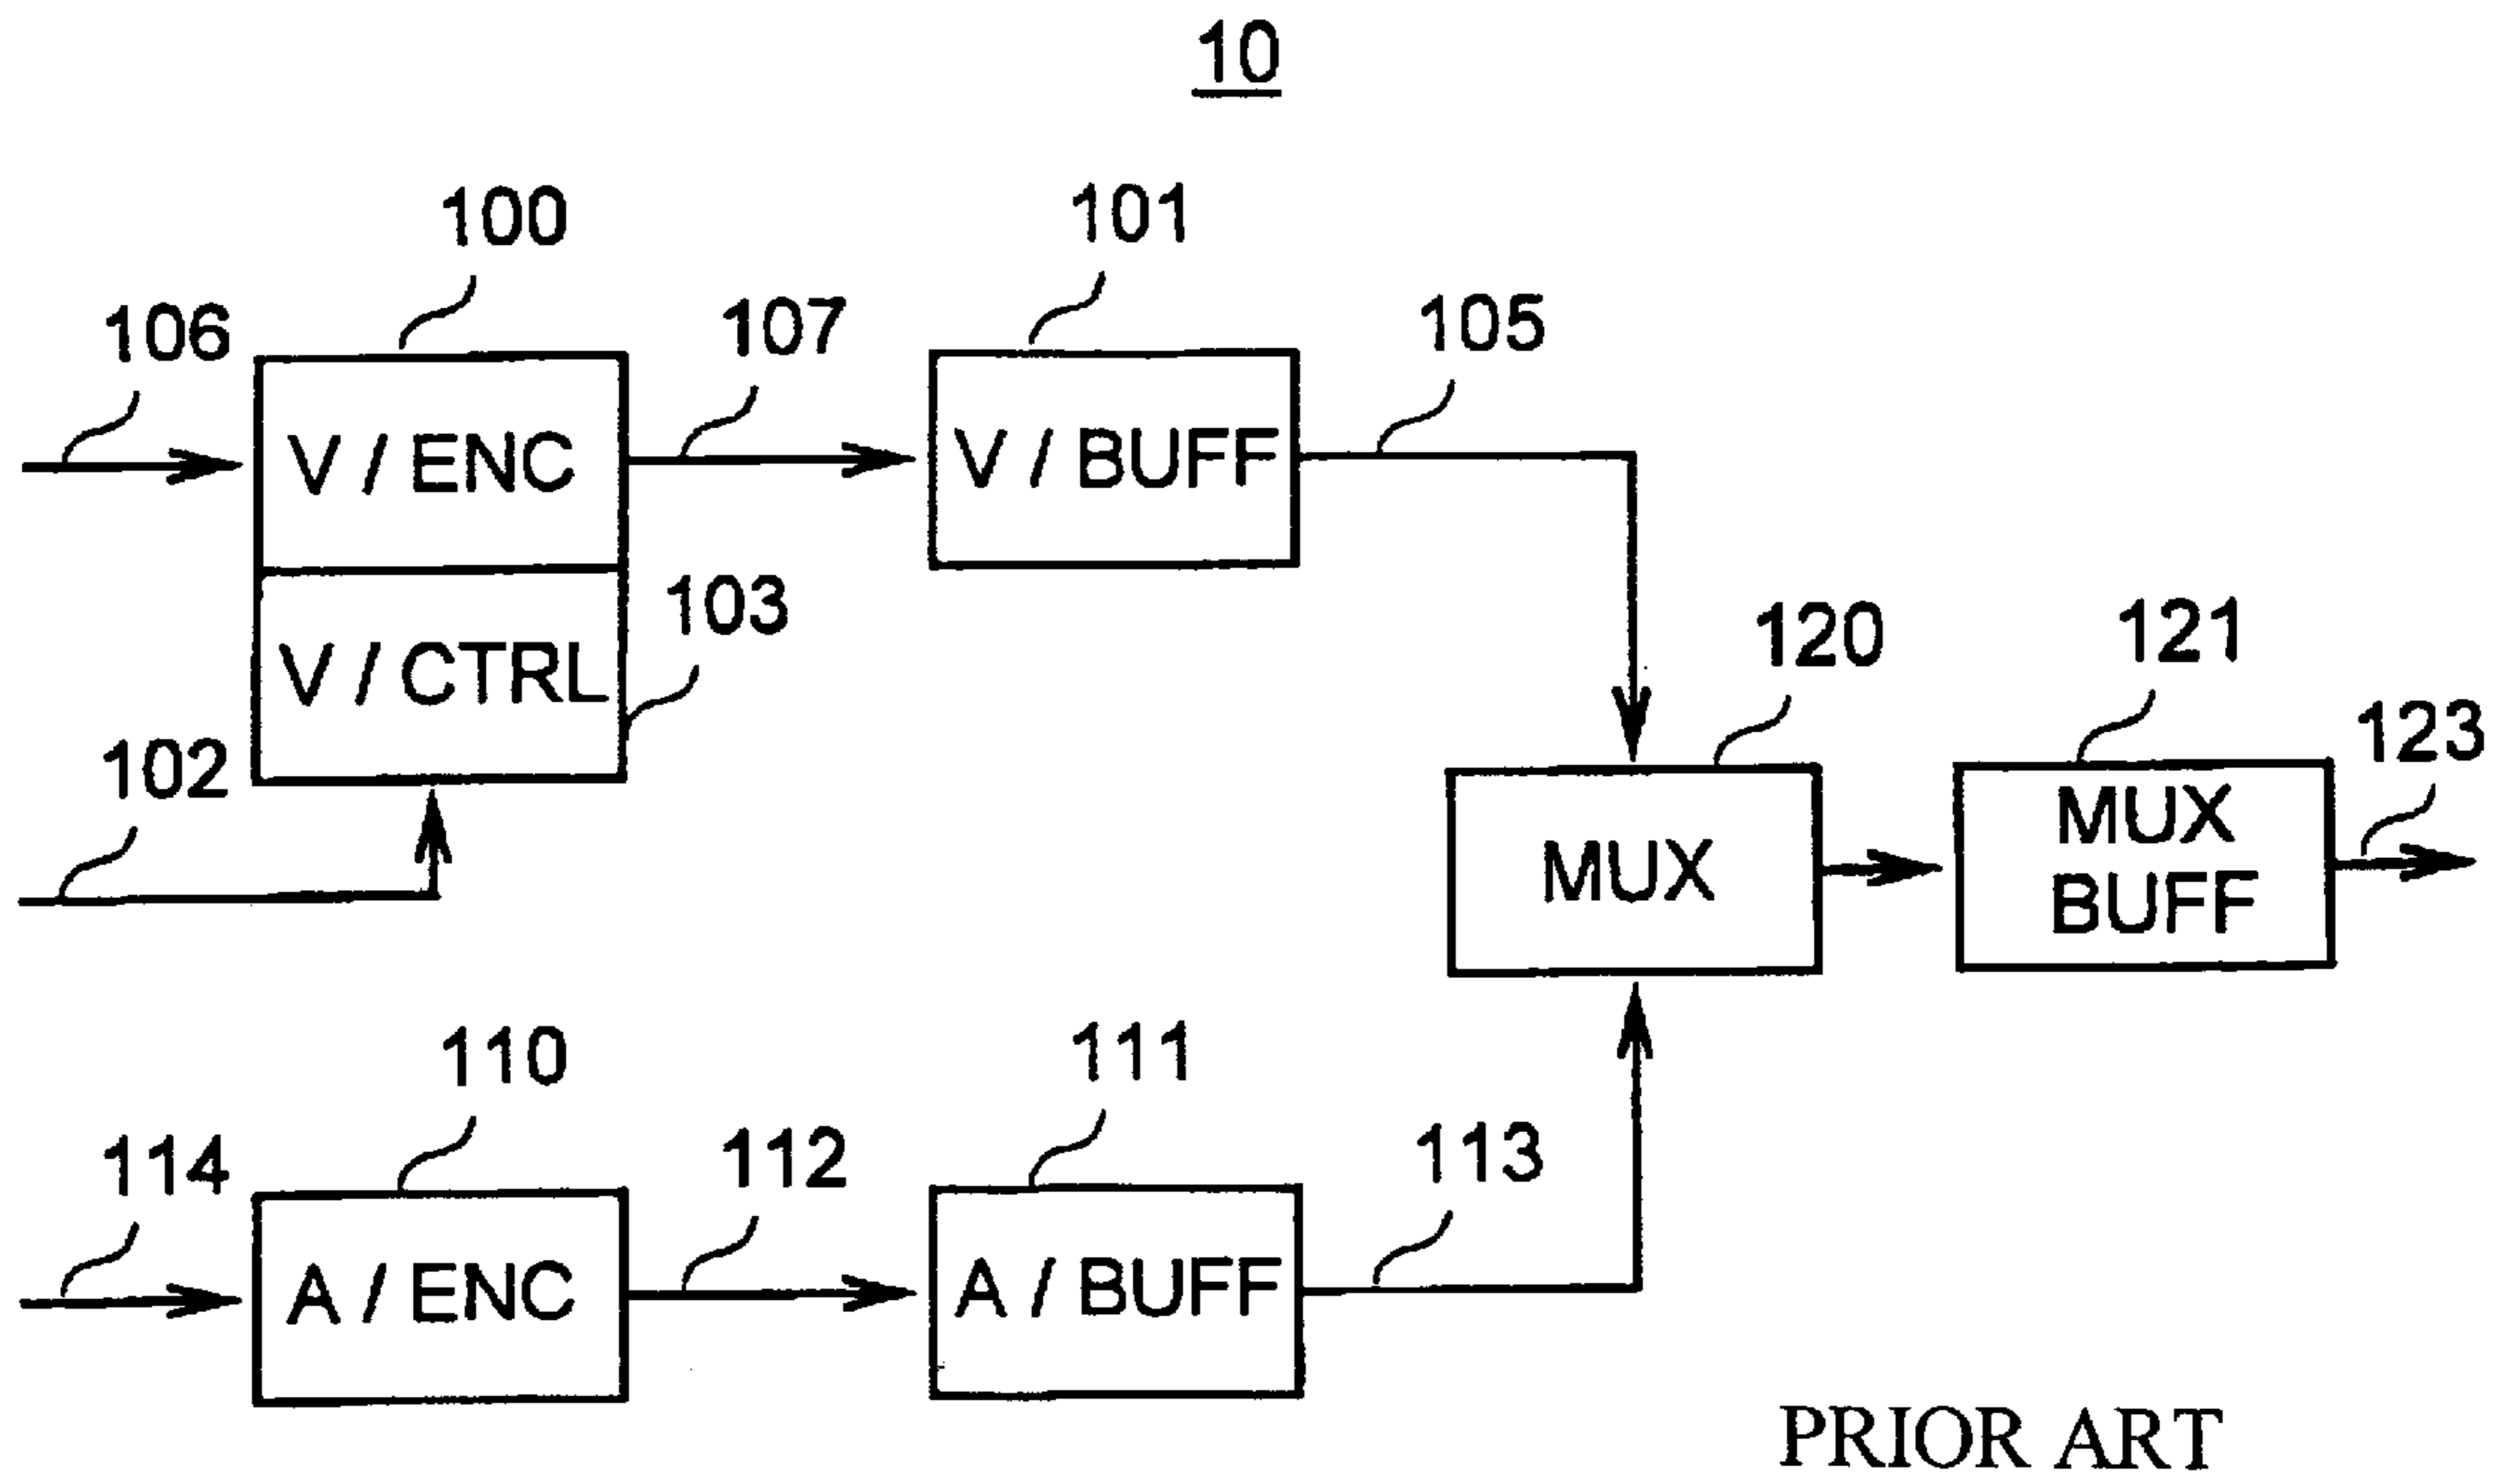 10
100
101
106
107
105
V / ENC
V / BUFF
103
V / CTRL
102
120
121
123
MUX
MUX
BUFF
110
111
114
112
113
A / ENC
A / BUFF
PRIOR ART